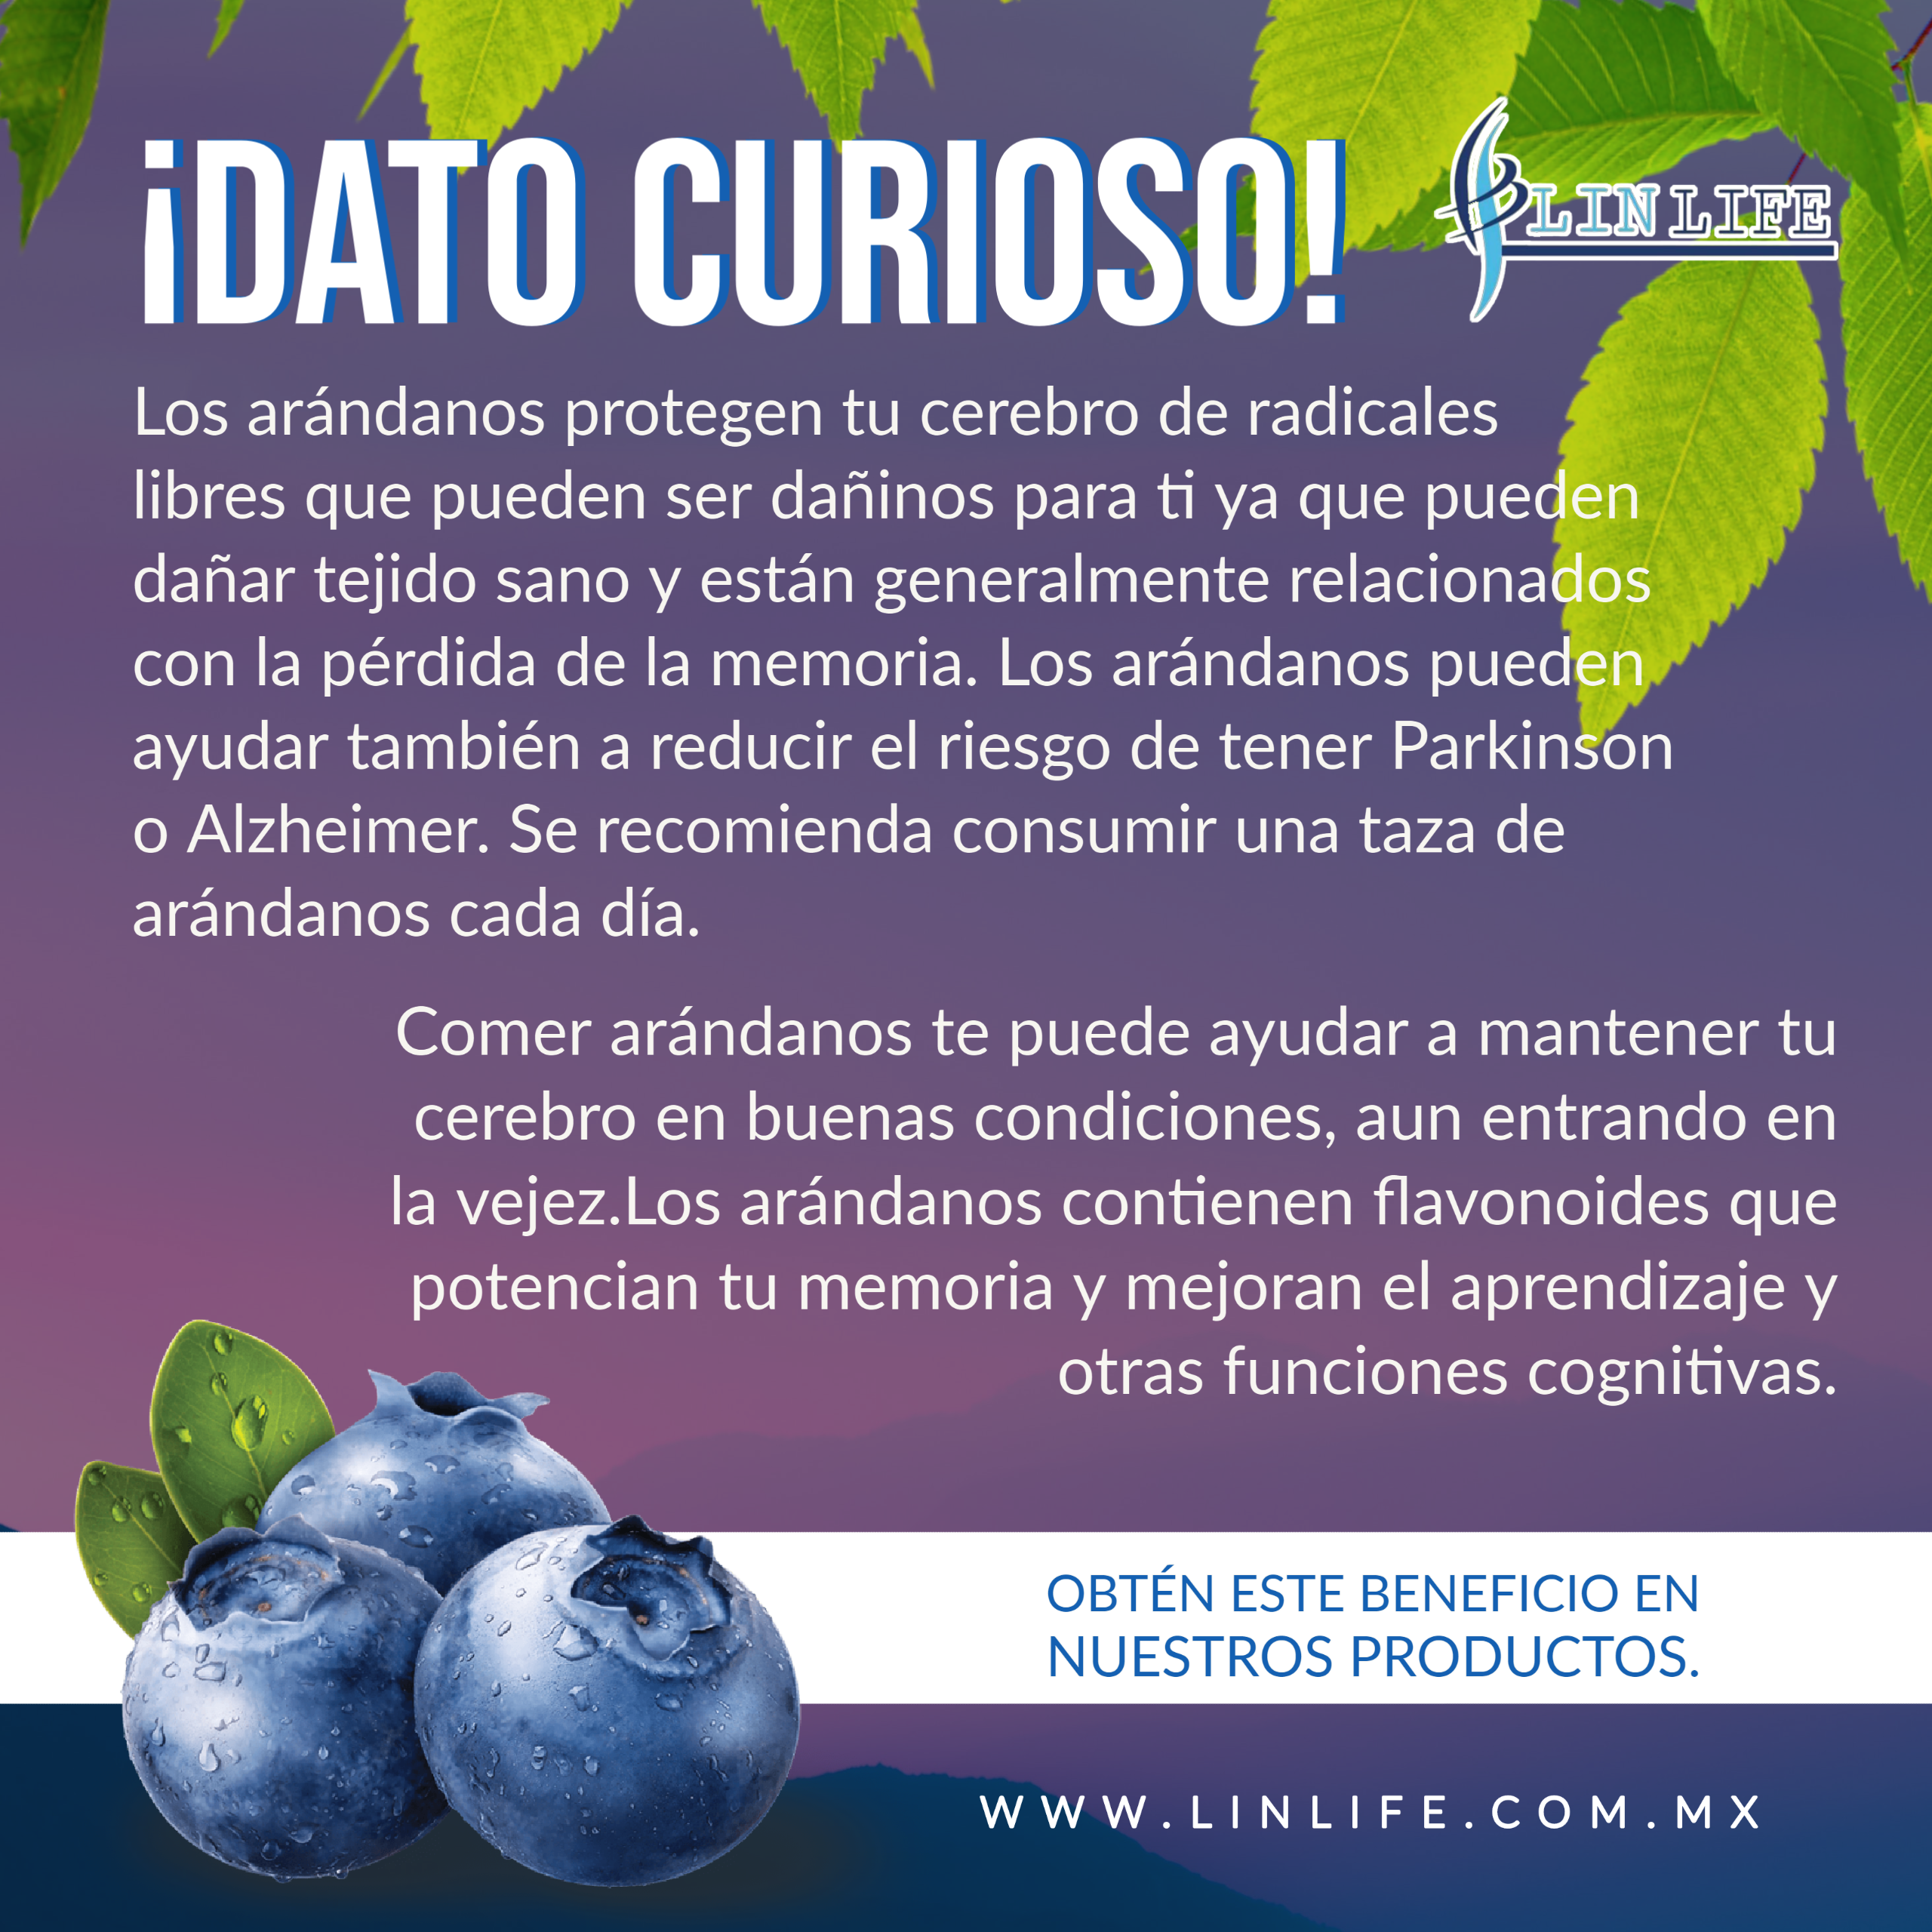 ¡DATO CURIOSO!
LIN LIFE
Los arándanos protegen tu cerebro de radicales
libres que pueden ser dañinos para ti ya que pueden
dañar tejido sano y están generalmente relacionados
con la pérdida de la memoria. Los arándanos pueden
ayudar también a reducir el riesgo de tener Parkinson
o Alzheimer. Se recomienda consumir una taza de
arándanos cada día.
Comer arándanos te puede ayudar a mantener tu
cerebro en buenas condiciones, aun entrando en
la vejez.Los arándanos contienen flavonoides que
potencian tu memoria y mejoran el aprendizaje y
otras funciones cognitivas.
OBTÉN ESTE BENEFICIO EN
NUESTROS PRODUCTOS.
WWW.LINLIFE.COM.MX